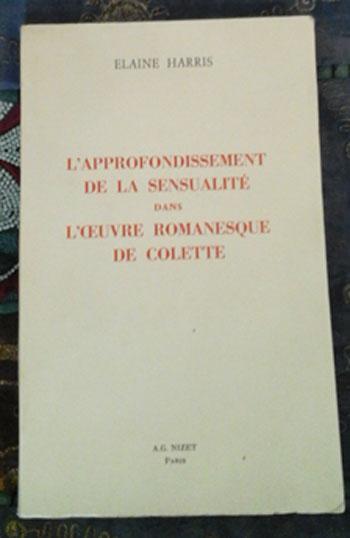 ELAINE HARRIS
L'APPROFONDISSEMENT
DE LA SENSUALITÉ
DANS
L'ŒUVRE ROMANESQUE
DE COLETTE
A.G. NIZET
PARIS